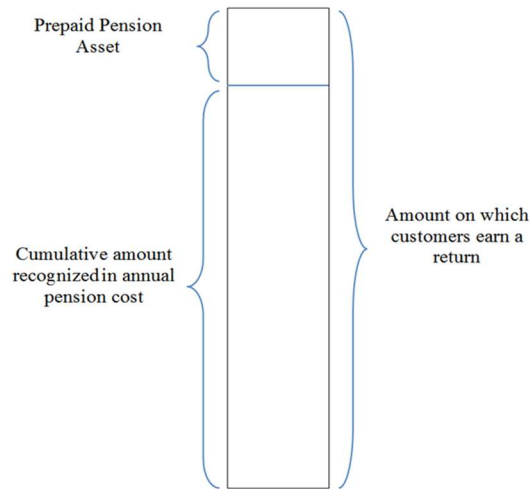 Prepaid Pension
Asset
Cumulative amount
recognized in annual
pension cost
Amount on which
customers earn a
return